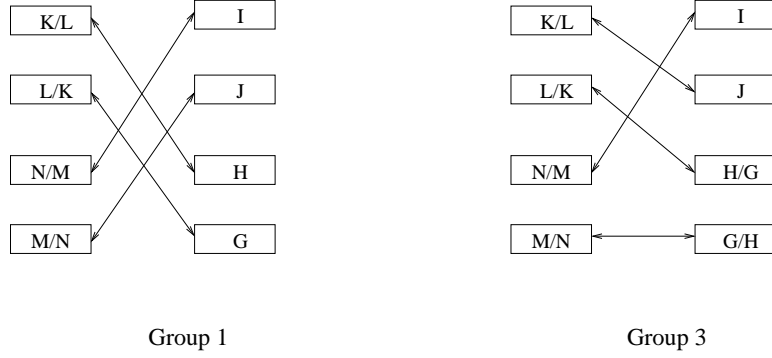 K/L I K/L I
L/K J L/K J
N/M H N/M H/G
M/N G M/N G/H
Group 1 Group 3